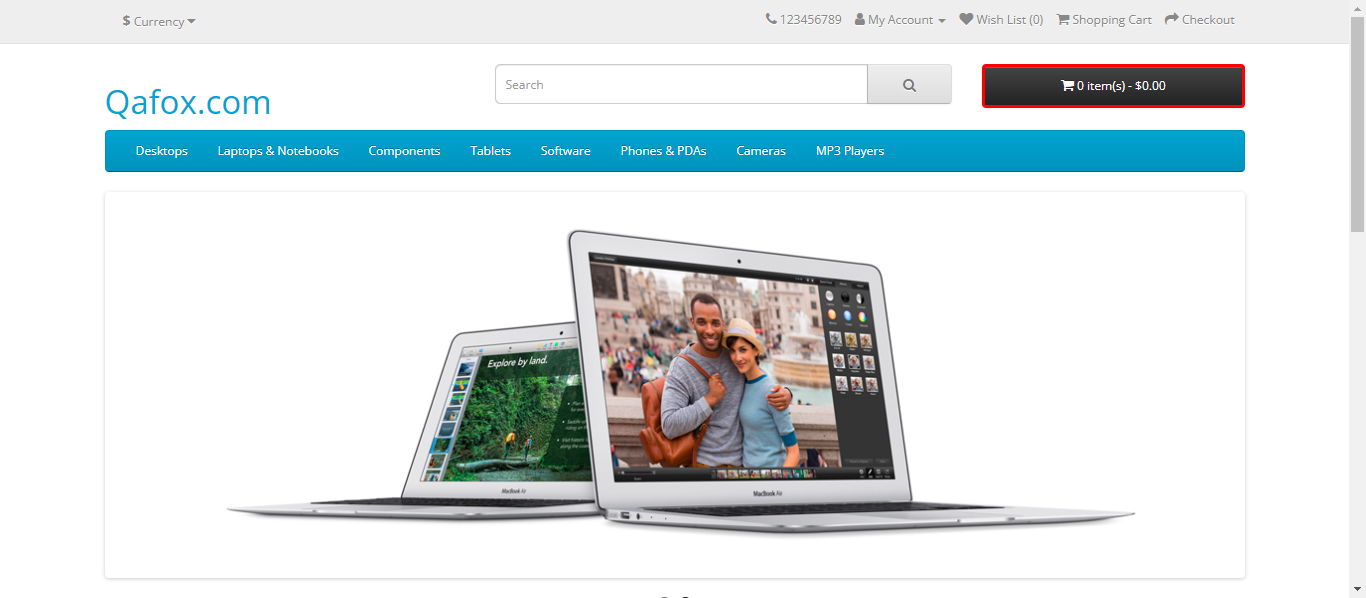 $ Currency
123456789 My Account Wish List (0) Shopping Cart Checkout
Qafox.com
Search
0 item(s) - $0.00
Desktops Laptops & Notebooks Components Tablets Software Phones & PDAs Cameras MP3 Players
Explore by land.
MacBook Air
MacBook Air